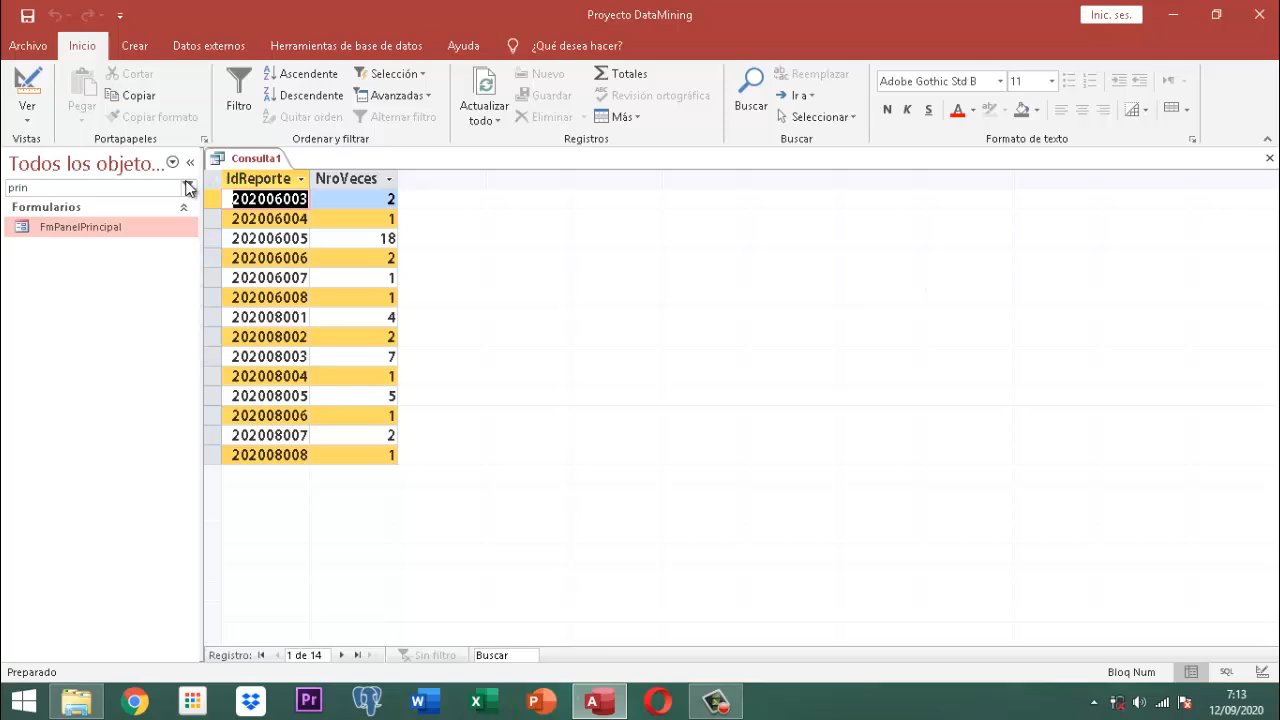 Proyecto DataMining
Inic. ses.
Archivo Inicio Crear Datos externos Herramientas de base de datos Ayuda ¿Qué desea hacer?
Ver
Pegar
Cortar
Copiar
Copiar formato
Filtro
Ascendente
Descendente
Quitar orden
Selección
Avanzadas
Alternar filtro
Actualizar
todo
Nuevo
Guardar
Eliminar
Totales
Revisión ortográfica
Más
Buscar
Reemplazar
Ir a
Seleccionar
Adobe Gothic Std B 11
N K S A
Vistas Portapapeles Ordenar y filtrar Registros Buscar Formato de texto
Todos los objeto...
prin
Formularios
FmPanelPrincipal
Consulta1
IdReporte NroVeces
202006003 2
202006004 1
202006005 18
202006006 2
202006007 1
202006008 1
202008001 4
202008002 2
202008003 7
202008004 1
202008005 5
202008006 1
202008007 2
202008008 1
Registro: 1 de 14 Sin filtro Buscar
Preparado
Bloq Num SQL
Pr
7:13
12/09/2020